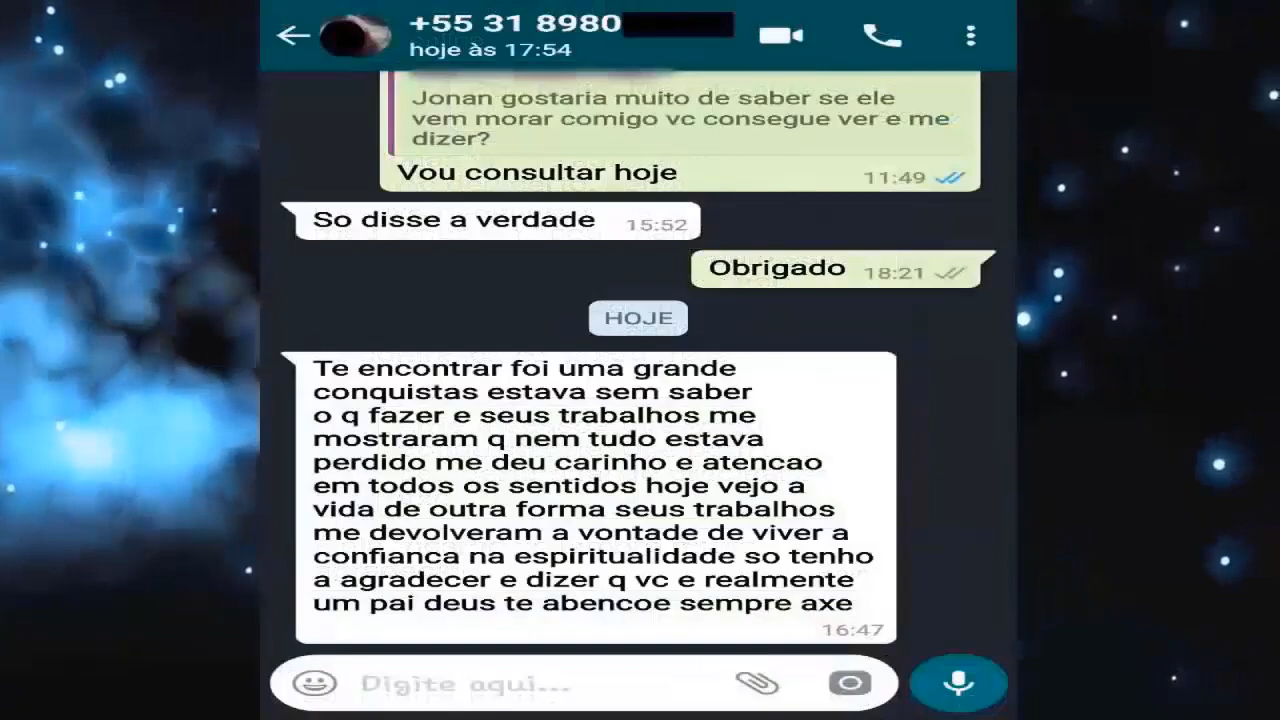 +55 31 8980
hoje às 17:54
Jonan gostaria muito de saber se ele
vem morar comigo vc consegue ver e me
dizer?
Vou consultar hoje
11:49
So disse a verdade
15:52
Obrigado
18:21
HOJE
Te encontrar foi uma grande
conquistas estava sem saber
o q fazer e seus trabalhos me
mostraram q nem tudo estava
perdido me deu carinho e atencao
em todos os sentidos hoje vejo a
vida de outra forma seus trabalhos
me devolveram a vontade de viver a
confianca na espiritualidade so tenho
a agradecer e dizer q vc e realmente
um pai deus te abencoe sempre axe
16:47
Digite aqui...